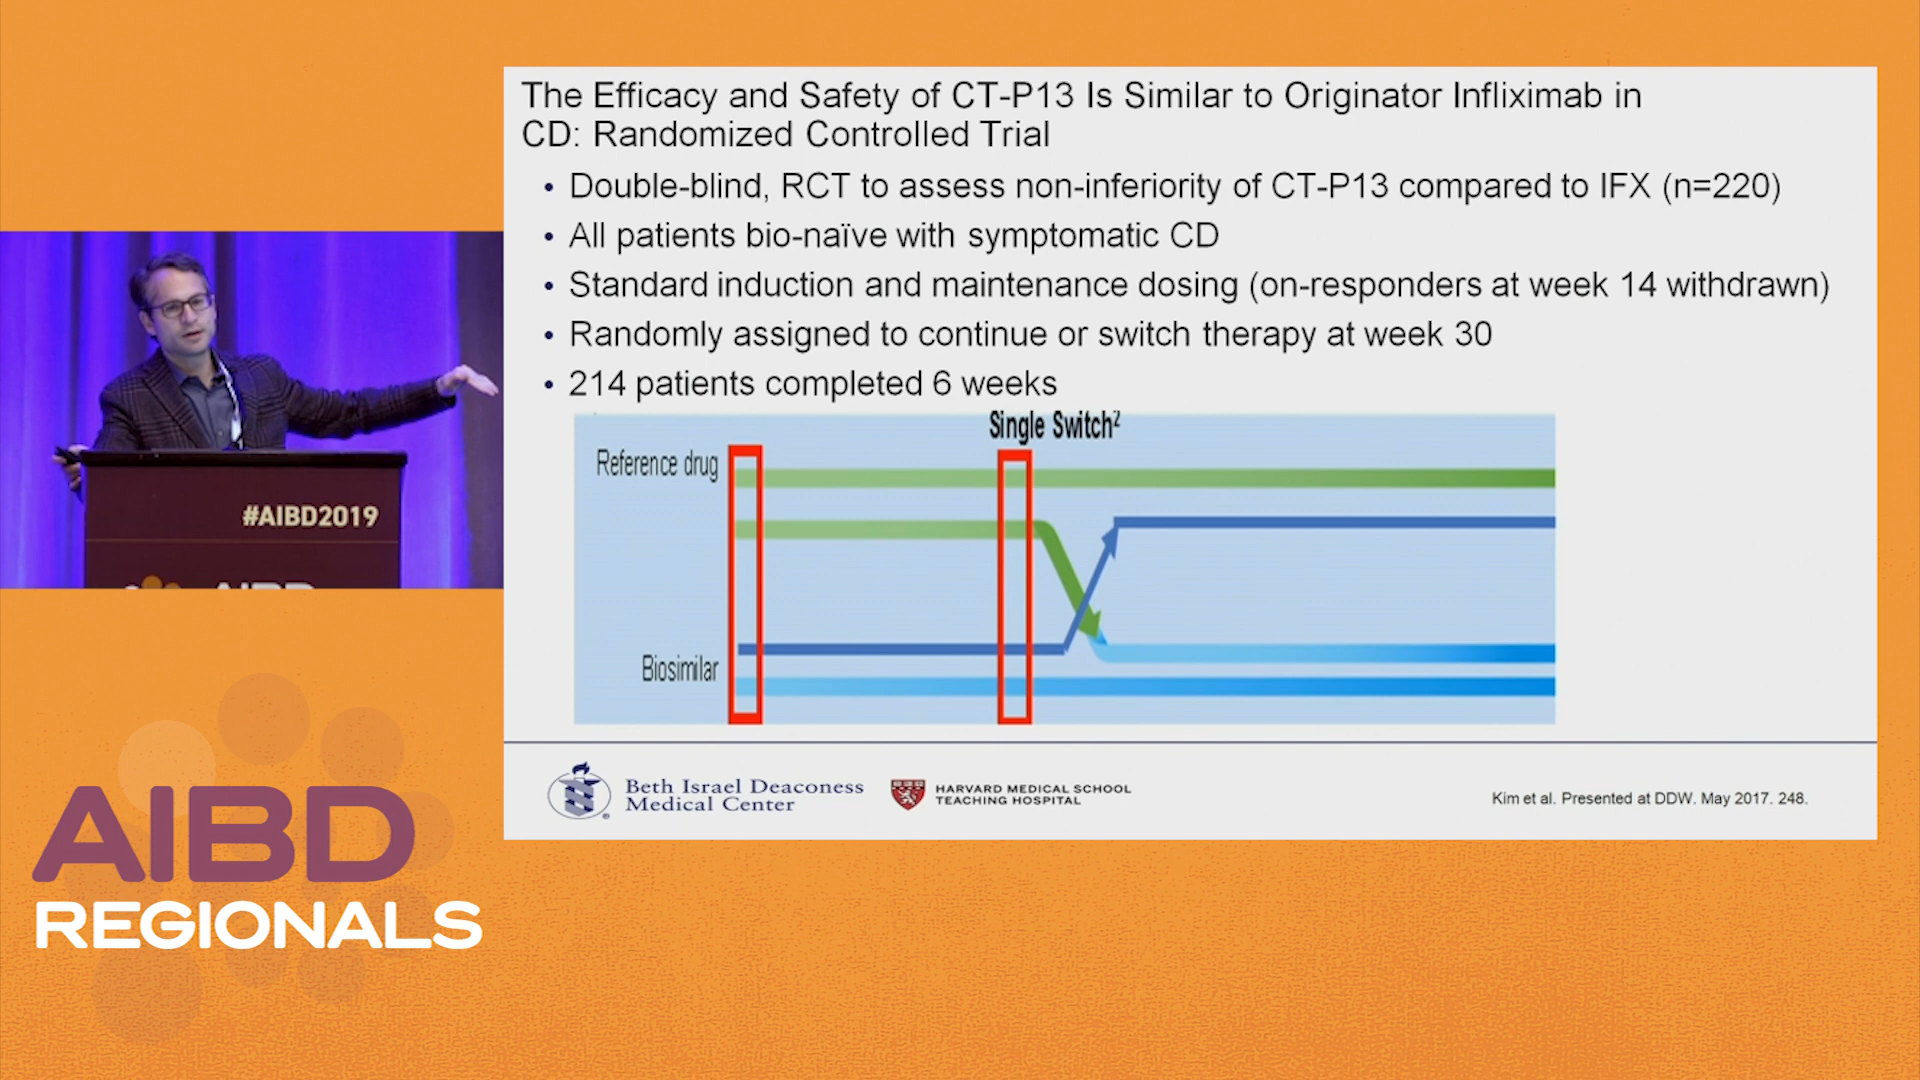 The Efficacy and Safety of CT-P13 Is Similar to Originator Infliximab in
CD: Randomized Controlled Trial
• Double-blind, RCT to assess non-inferiority of CT-P13 compared to IFX (n=220)
• All patients bio-naïve with symptomatic CD
• Standard induction and maintenance dosing (on-responders at week 14 withdrawn)
• Randomly assigned to continue or switch therapy at week 30
• 214 patients completed 6 weeks
Single Switch²
Reference drug
Biosimilar
Beth Israel Deaconess
Medical Center
HARVARD MEDICAL SCHOOL
TEACHING HOSPITAL
Kim et al. Presented at DDW. May 2017. 248.
#AIBD2019
AIBD
AIBD
REGIONALS